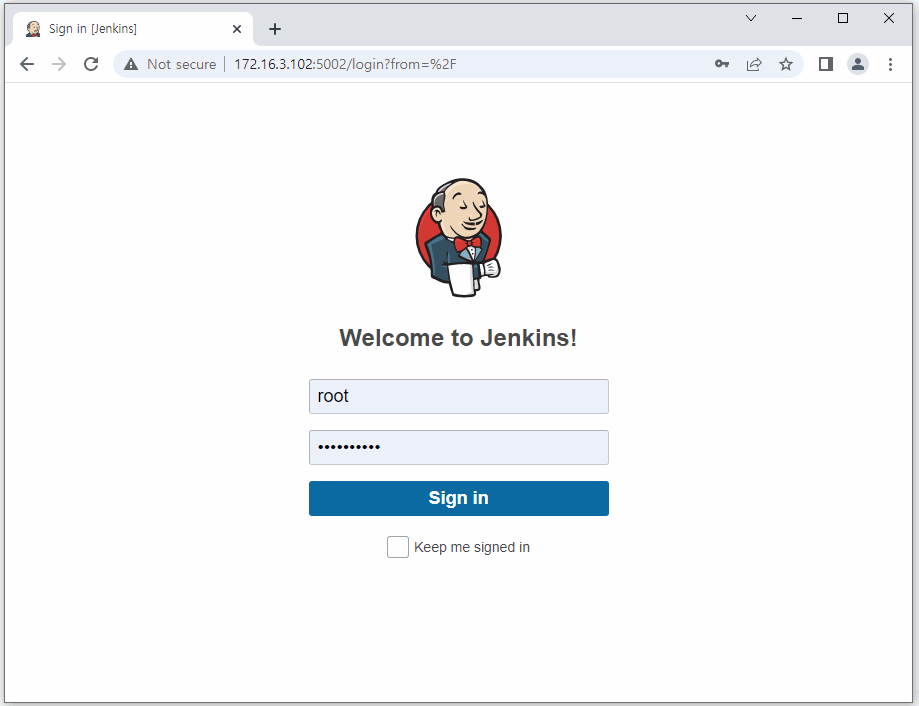 Sign in [Jenkins]
Not secure
172.16.3.102:5002/login?from=%2F
Welcome to Jenkins!
root
••••••••••
Sign in
Keep me signed in